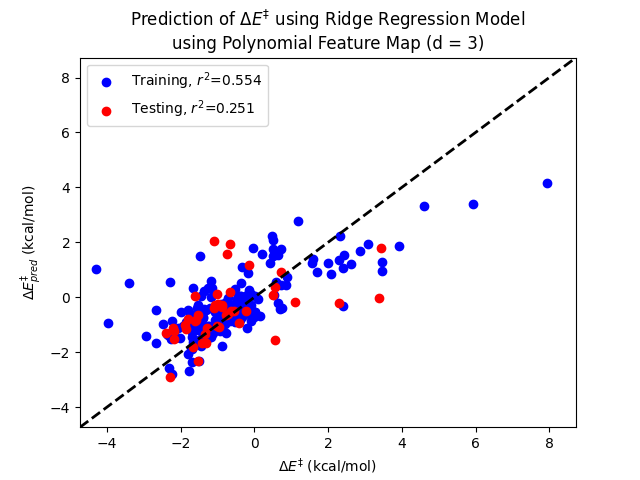 Prediction of ΔE‡ using Ridge Regression Model
using Polynomial Feature Map (d = 3)
Training, r²=0.554
Testing, r²=0.251
8
6
4
2
0
−2
−4
ΔE‡pred (kcal/mol)
−4 −2 0 2 4 6 8
ΔE‡ (kcal/mol)